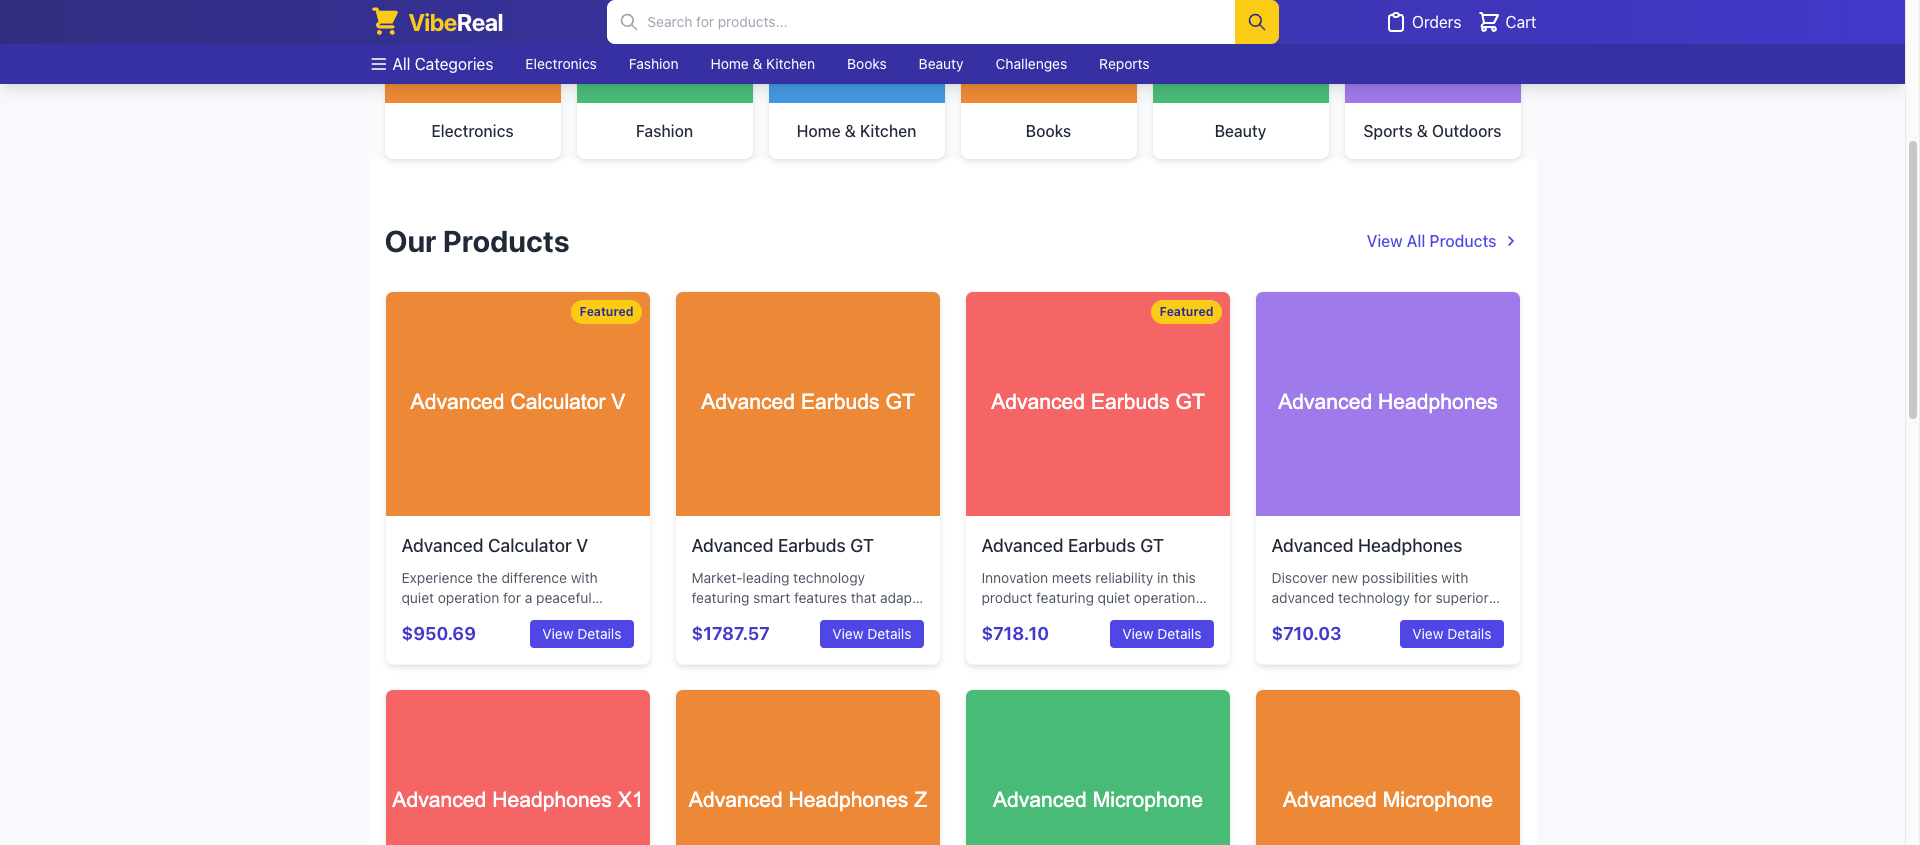 VibeReal
Search for products...
Orders
Cart
All Categories
Electronics
Fashion
Home & Kitchen
Books
Beauty
Challenges
Reports
Electronics
Fashion
Home & Kitchen
Books
Beauty
Sports & Outdoors
Our Products
View All Products
Featured
Advanced Calculator V
Advanced Calculator V
Experience the difference with
quiet operation for a peaceful...
$950.69
View Details
Advanced Earbuds GT
Advanced Earbuds GT
Market-leading technology
featuring smart features that adap...
$1787.57
View Details
Featured
Advanced Earbuds GT
Advanced Earbuds GT
Innovation meets reliability in this
product featuring quiet operation...
$718.10
View Details
Advanced Headphones
Advanced Headphones
Discover new possibilities with
advanced technology for superior...
$710.03
View Details
Advanced Headphones X1
Advanced Headphones Z
Advanced Microphone
Advanced Microphone